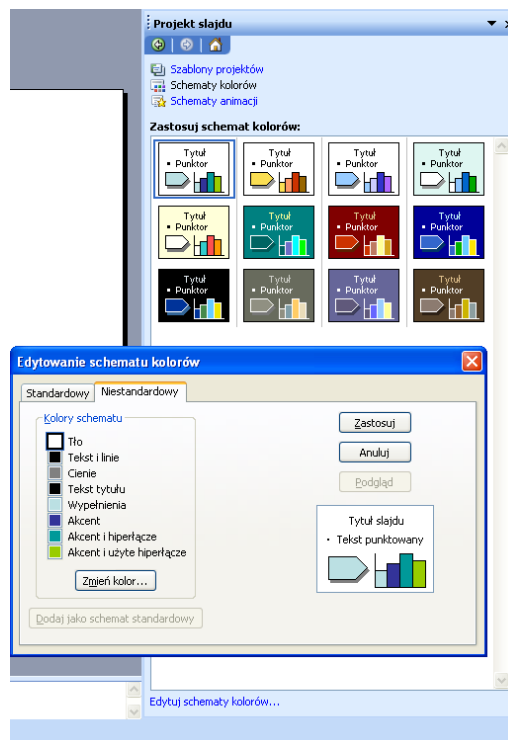 Projekt slajdu
Szablony projektów
Schematy kolorów
Schematy animacji
Zastosuj schemat kolorów:
Tytuł Tytuł Tytuł Tytuł
• Punktor • Punktor • Punktor • Punktor
Tytuł Tytuł Tytuł Tytuł
• Punktor • Punktor • Punktor • Punktor
Tytuł Tytuł Tytuł Tytuł
• Punktor • Punktor • Punktor • Punktor
Edytowanie schematu kolorów
Standardowy Niestandardowy
Kolory schematu
Tło
Tekst i linie
Cienie
Tekst tytułu
Wypełnienia
Akcent
Akcent i hiperłącze
Akcent i użyte hiperłącze
Zmień kolor...
Dodaj jako schemat standardowy
Zastosuj
Anuluj
Podgląd
Tytuł slajdu
• Tekst punktowany
Edytuj schematy kolorów...